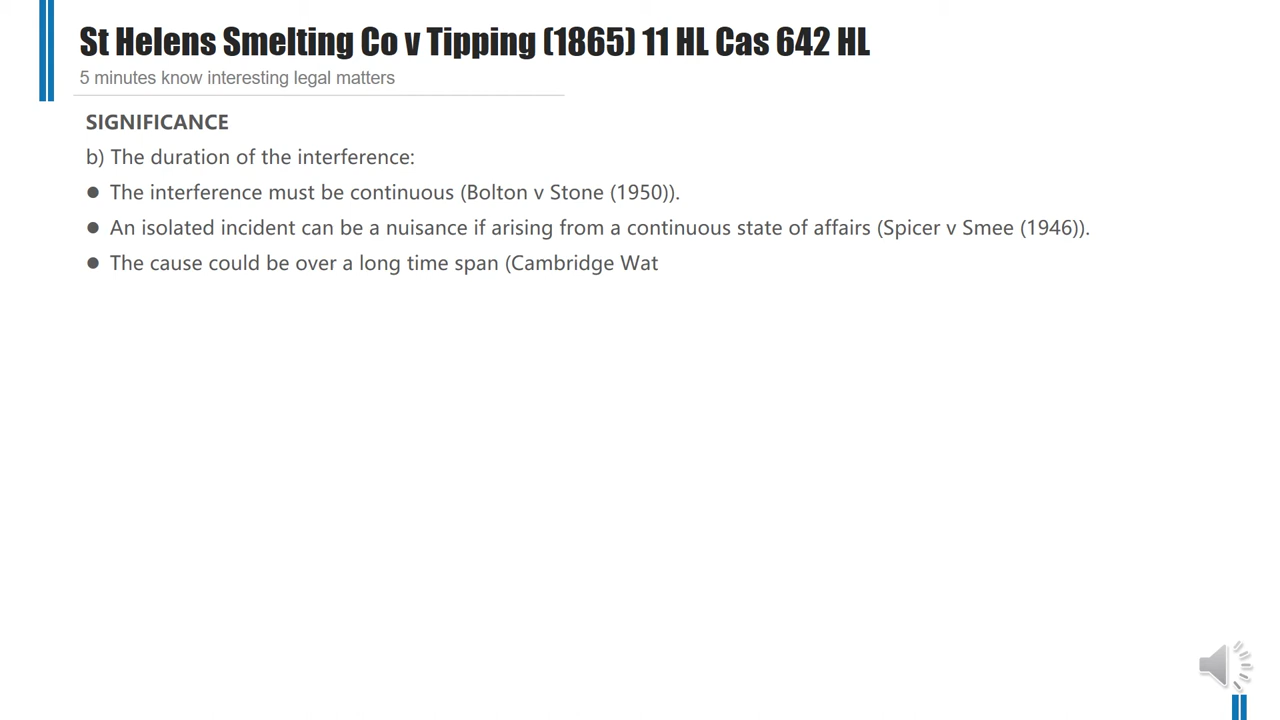 St Helens Smelting Co v Tipping (1865) 11 HL Cas 642 HL
5 minutes know interesting legal matters
SIGNIFICANCE
b) The duration of the interference:
● The interference must be continuous (Bolton v Stone (1950)).
● An isolated incident can be a nuisance if arising from a continuous state of affairs (Spicer v Smee (1946)).
● The cause could be over a long time span (Cambridge Wat